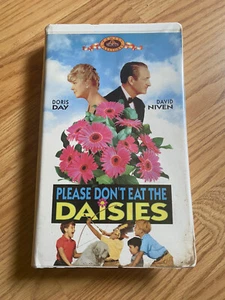 DORIS DAY
DAVID NIVEN
PLEASE DON'T EAT THE
DAISIES